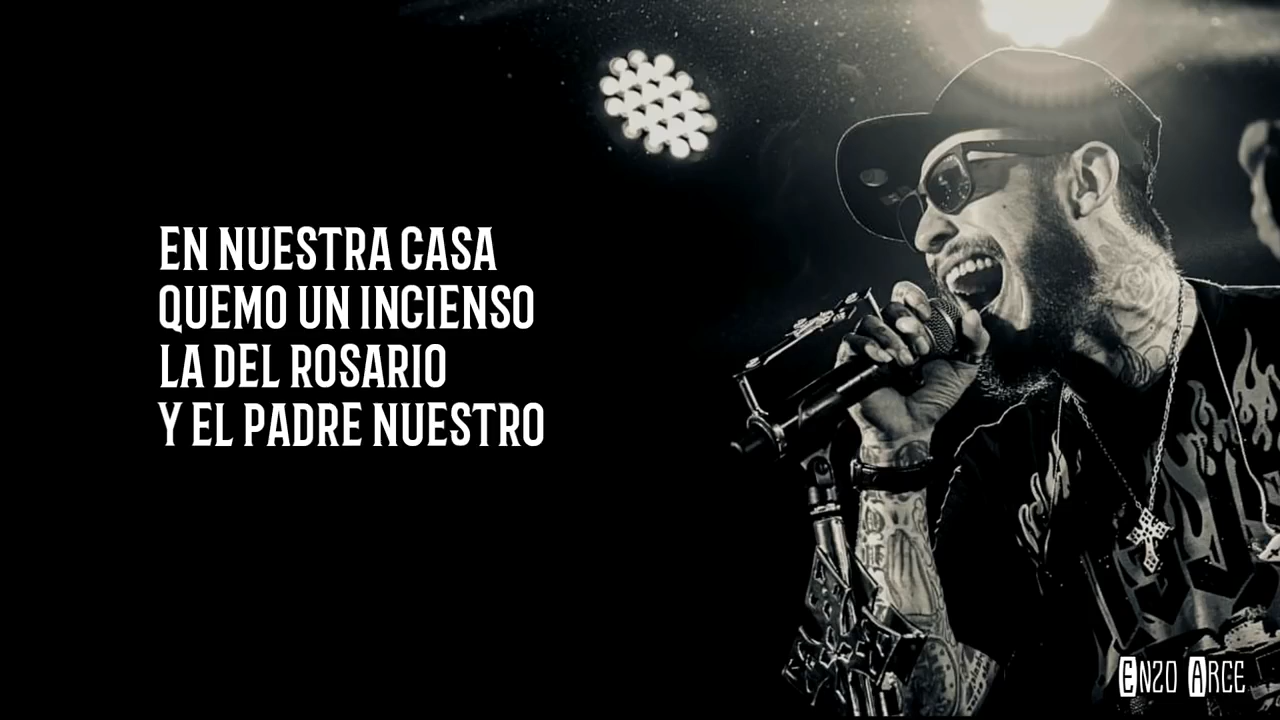 EN NUESTRA CASA
QUEMO UN INCIENSO
LA DEL ROSARIO
Y EL PADRE NUESTRO
ENZO ARCE